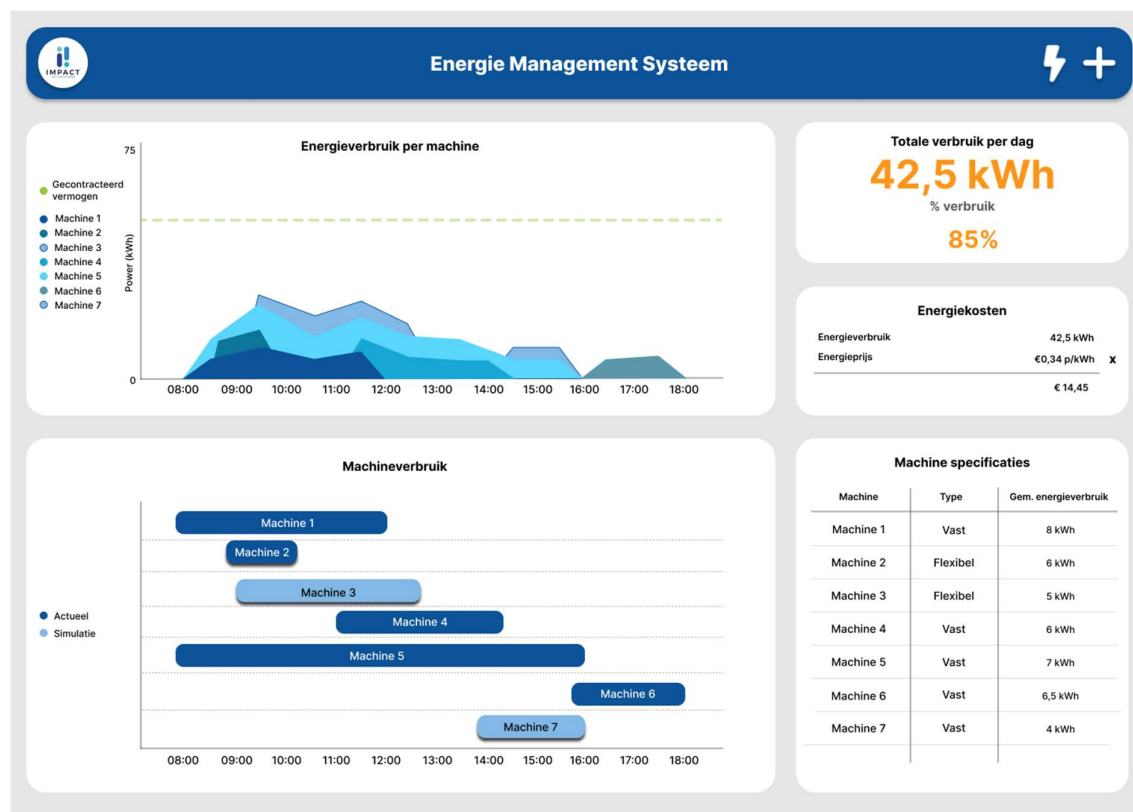 IMPACT
Energie Management Systeem
Energieverbruik per machine
75
Gecontracteerd
vermogen
Machine 1
Machine 2
Machine 3
Machine 4
Machine 5
Machine 6
Machine 7
Power (kWh)
0
08:00 09:00 10:00 11:00 12:00 13:00 14:00 15:00 16:00 17:00 18:00
Totale verbruik per dag
42,5 kWh
% verbruik
85%
Energiekosten
Energieverbruik 42,5 kWh
Energieprijs €0,34 p/kWh x
€ 14,45
Machineverbruik
Machine 1
Machine 2
Machine 3
Machine 4
Machine 5
Machine 6
Machine 7
Actueel
Simulatie
08:00 09:00 10:00 11:00 12:00 13:00 14:00 15:00 16:00 17:00 18:00
Machine specificaties
Machine Type Gem. energieverbruik
Machine 1 Vast 8 kWh
Machine 2 Flexibel 6 kWh
Machine 3 Flexibel 5 kWh
Machine 4 Vast 6 kWh
Machine 5 Vast 7 kWh
Machine 6 Vast 6,5 kWh
Machine 7 Vast 4 kWh